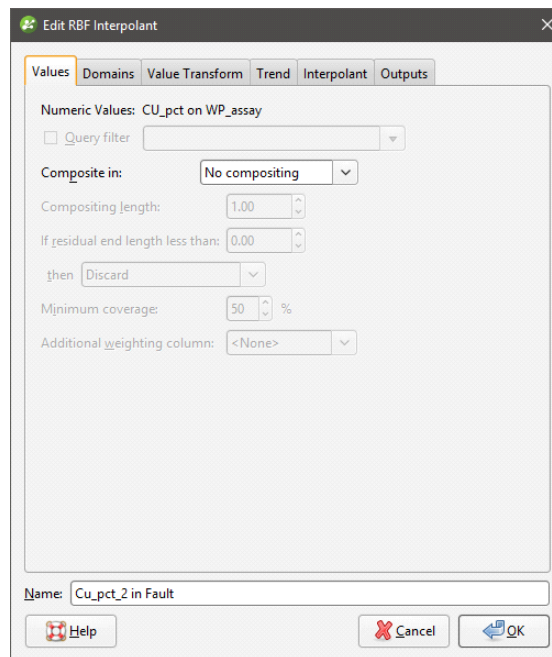 Edit RBF Interpolant
Values Domains Value Transform Trend Interpolant Outputs
Numeric Values: CU_pct on WP_assay
Query filter
Composite in: No compositing
Compositing length: 1.00
If residual end length less than: 0.00
then Discard
Minimum coverage: 50 %
Additional weighting column: <None>
Name: Cu_pct_2 in Fault
Help Cancel OK